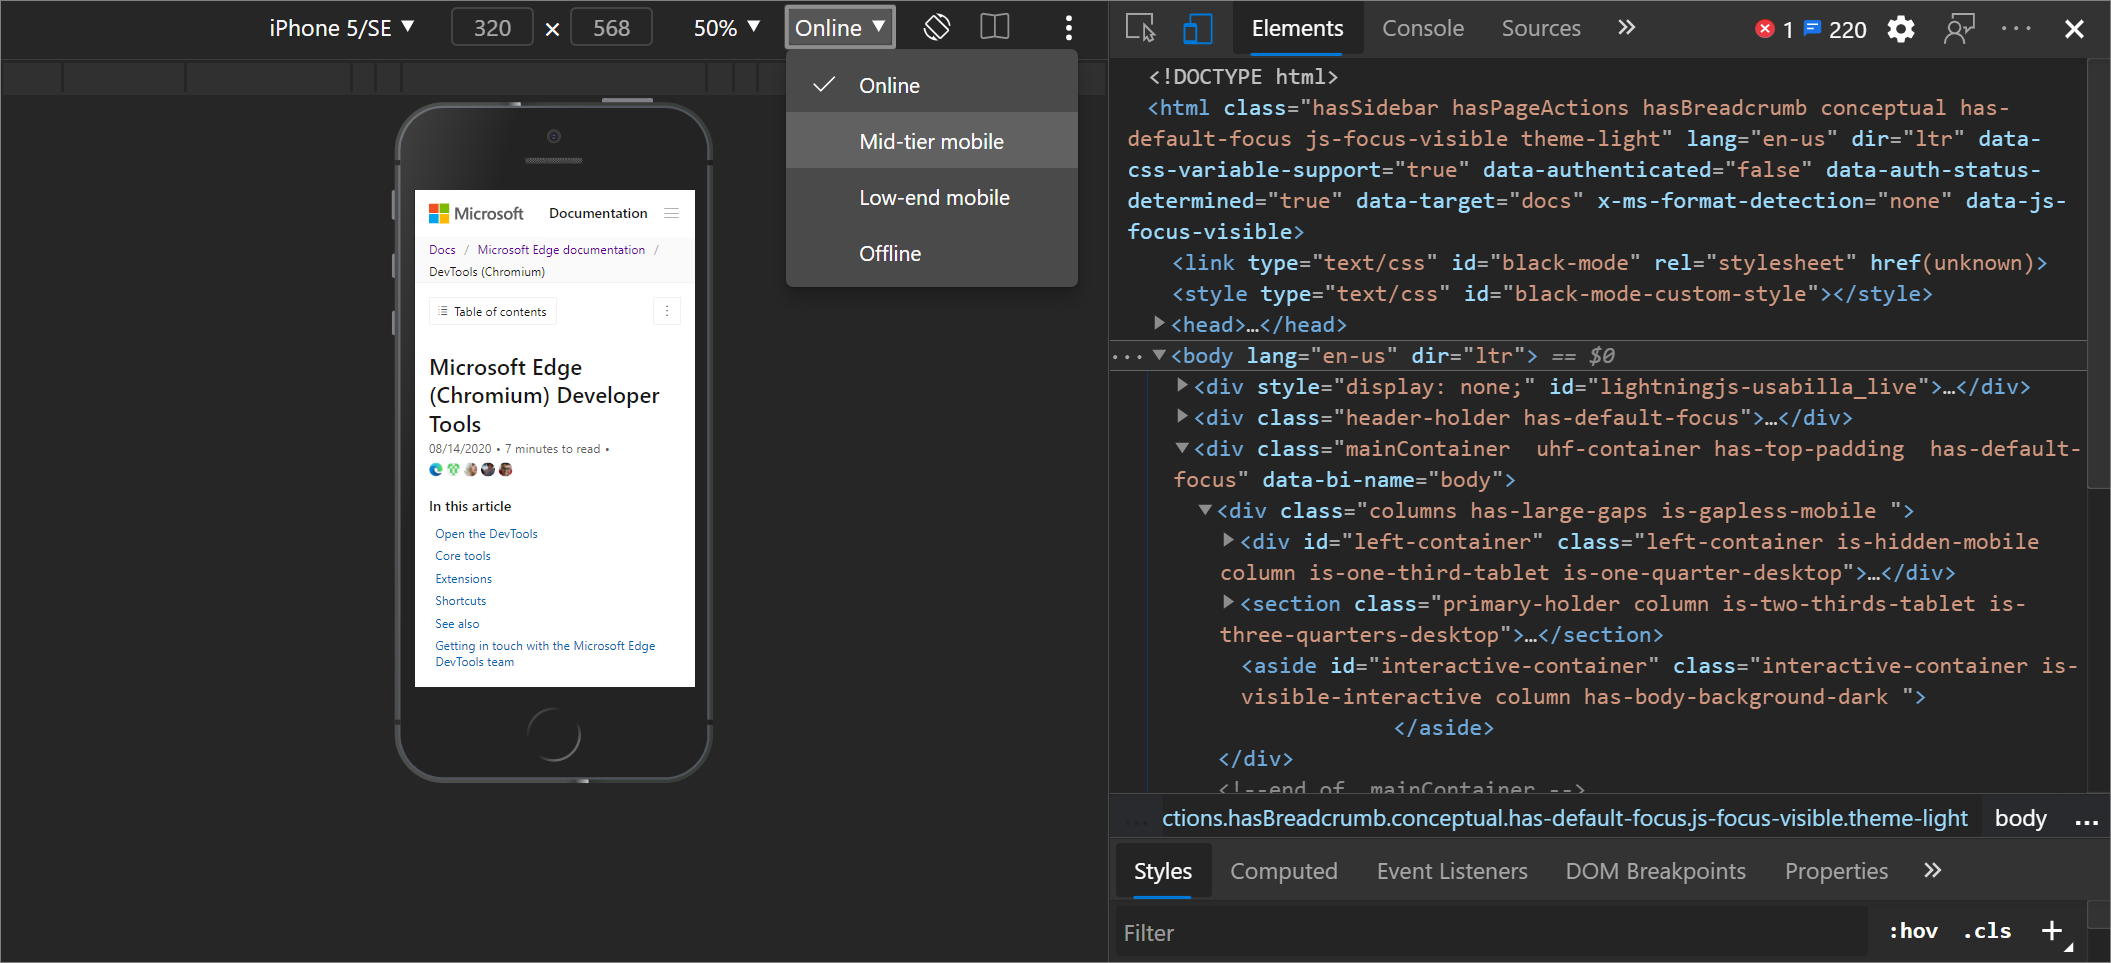 iPhone 5/SE ▼ 320 × 568 50% ▼ Online ▼
Online
Mid-tier mobile
Low-end mobile
Offline
Microsoft Documentation
Docs / Microsoft Edge documentation /
DevTools (Chromium)
Table of contents
Microsoft Edge
(Chromium) Developer
Tools
08/14/2020 • 7 minutes to read •
In this article
Open the DevTools
Core tools
Extensions
Shortcuts
See also
Getting in touch with the Microsoft Edge
DevTools team
Elements Console Sources » 1 220
<!DOCTYPE html>
<html class="hasSidebar hasPageActions hasBreadcrumb conceptual has-
default-focus js-focus-visible theme-light" lang="en-us" dir="ltr" data-
css-variable-support="true" data-authenticated="false" data-auth-status-
determined="true" data-target="docs" x-ms-format-detection="none" data-js-
focus-visible>
<link type="text/css" id="black-mode" rel="stylesheet" href(unknown)>
<style type="text/css" id="black-mode-custom-style"></style>
<head>…</head>
<body lang="en-us" dir="ltr"> == $0
<div style="display: none;" id="lightningjs-usabilla_live">…</div>
<div class="header-holder has-default-focus">…</div>
<div class="mainContainer  uhf-container has-top-padding  has-default-
focus" data-bi-name="body">
<div class="columns has-large-gaps is-gapless-mobile ">
<div id="left-container" class="left-container is-hidden-mobile
column is-one-third-tablet is-one-quarter-desktop">…</div>
<section class="primary-holder column is-two-thirds-tablet is-
three-quarters-desktop">…</section>
<aside id="interactive-container" class="interactive-container is-
visible-interactive column has-body-background-dark ">
</aside>
</div>
<!--end of  mainContainer -->
... ctions.hasBreadcrumb.conceptual.has-default-focus.js-focus-visible.theme-light body ...
Styles Computed Event Listeners DOM Breakpoints Properties »
Filter :hov .cls +